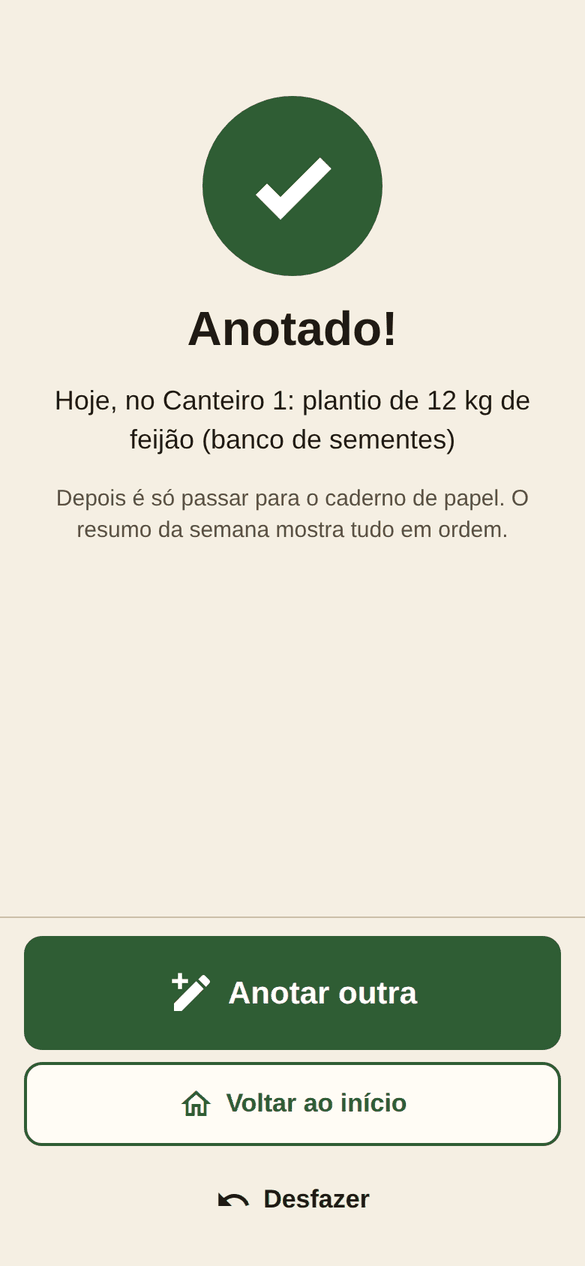 Anotado!
Hoje, no Canteiro 1: plantio de 12 kg de
feijão (banco de sementes)
Depois é só passar para o caderno de papel. O
resumo da semana mostra tudo em ordem.
Anotar outra
Voltar ao início
Desfazer